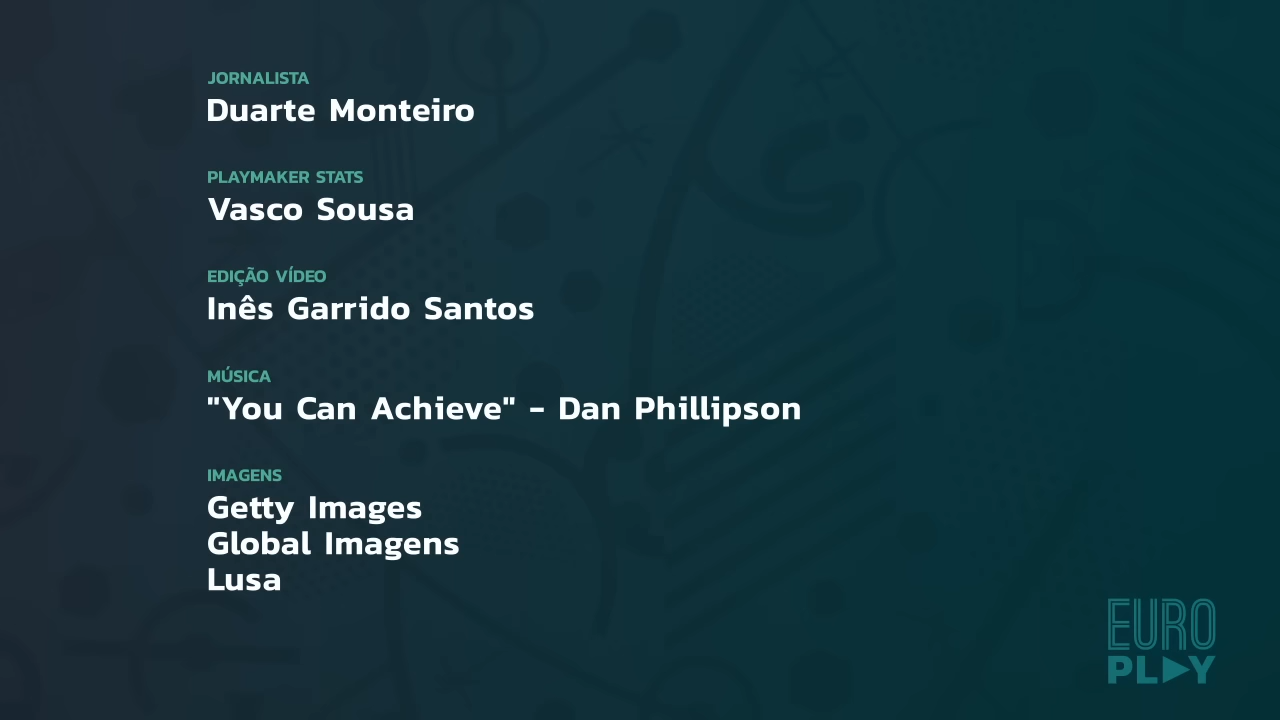 JORNALISTA
Duarte Monteiro
PLAYMAKER STATS
Vasco Sousa
EDIÇÃO VÍDEO
Inês Garrido Santos
MÚSICA
"You Can Achieve" – Dan Phillipson
IMAGENS
Getty Images
Global Imagens
Lusa
EURO
PLAY